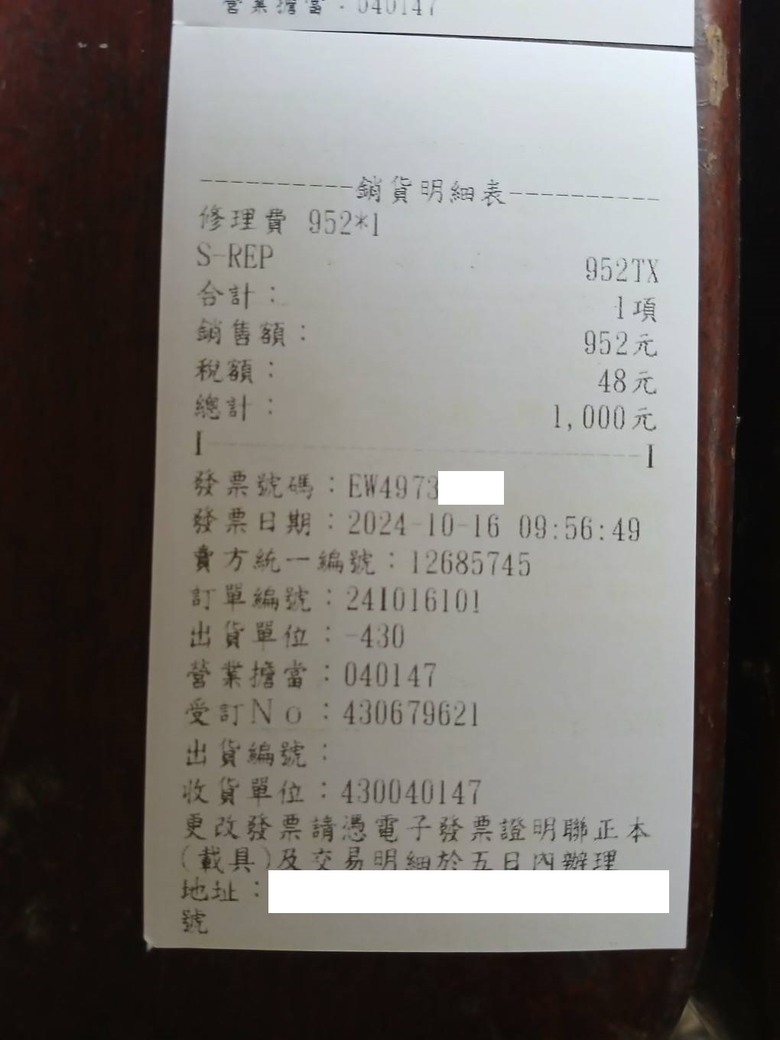 營業擔當：040147
----------銷貨明細表----------
修理費 952*1
S-REP 952TX
合計： 1項
銷售額： 952元
稅額： 48元
總計： 1,000元
I------------------------------I
發票號碼：EW4973
發票日期：2024-10-16 09:56:49
賣方統一編號：12685745
訂單編號：241016101
出貨單位：-430
營業擔當：040147
受訂No：430679621
出貨編號：
收貨單位：430040147
更改發票請憑電子發票證明聯正本
(載具)及交易明細於五日內辦理
地址：
號